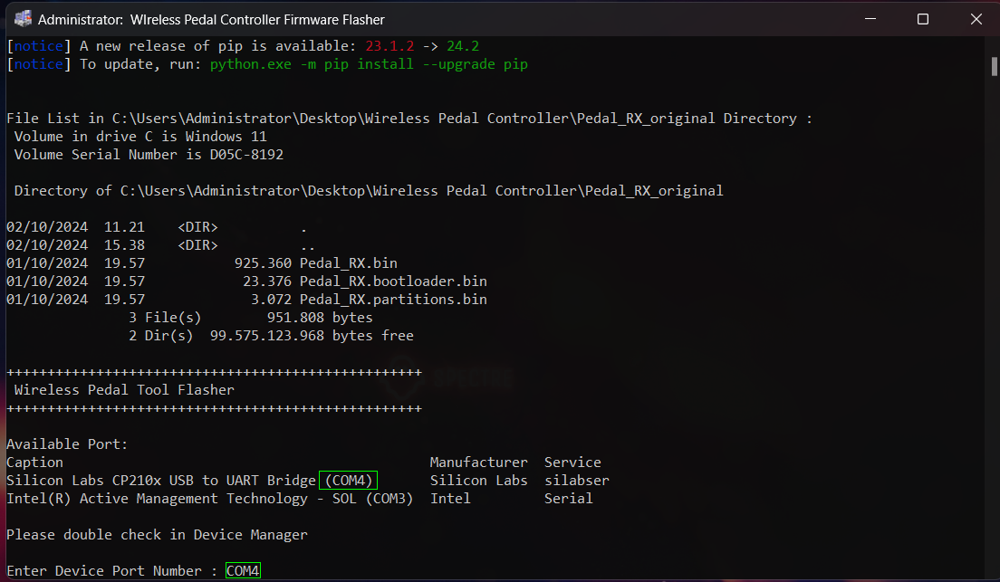 Administrator:  WIreless Pedal Controller Firmware Flasher
[notice] A new release of pip is available: 23.1.2 -> 24.2
[notice] To update, run: python.exe -m pip install --upgrade pip
File List in C:\Users\Administrator\Desktop\Wireless Pedal Controller\Pedal_RX_original Directory :
Volume in drive C is Windows 11
Volume Serial Number is D05C-8192
Directory of C:\Users\Administrator\Desktop\Wireless Pedal Controller\Pedal_RX_original
02/10/2024  11.21    <DIR>          .
02/10/2024  15.38    <DIR>          ..
01/10/2024  19.57           925.360 Pedal_RX.bin
01/10/2024  19.57            23.376 Pedal_RX.bootloader.bin
01/10/2024  19.57             3.072 Pedal_RX.partitions.bin
3 File(s)        951.808 bytes
2 Dir(s)  99.575.123.968 bytes free
+++++++++++++++++++++++++++++++++++++++++++++++++++
Wireless Pedal Tool Flasher
+++++++++++++++++++++++++++++++++++++++++++++++++++
Available Port:
Caption                                             Manufacturer  Service
Silicon Labs CP210x USB to UART Bridge (COM4)       Silicon Labs  silabser
Intel(R) Active Management Technology - SOL (COM3)  Intel         Serial
Please double check in Device Manager
Enter Device Port Number : COM4